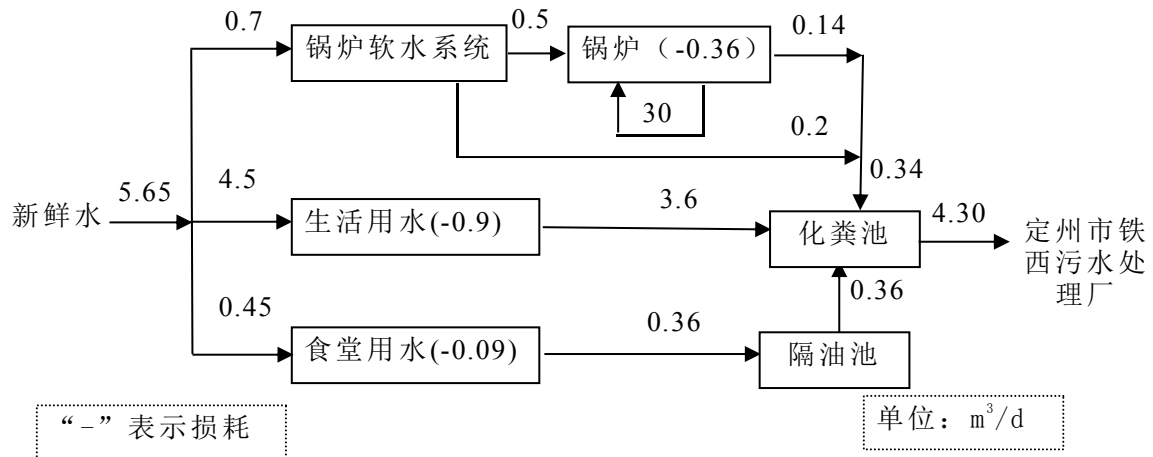 0.7
锅炉软水系统
0.5
锅炉（-0.36）
0.14
30
0.2
0.34
新鲜水
5.65
4.5
生活用水(-0.9)
3.6
化粪池
4.30
定州市铁
西污水处
理厂
0.45
食堂用水(-0.09)
0.36
隔油池
0.36
“-”表示损耗
单位：m³/d